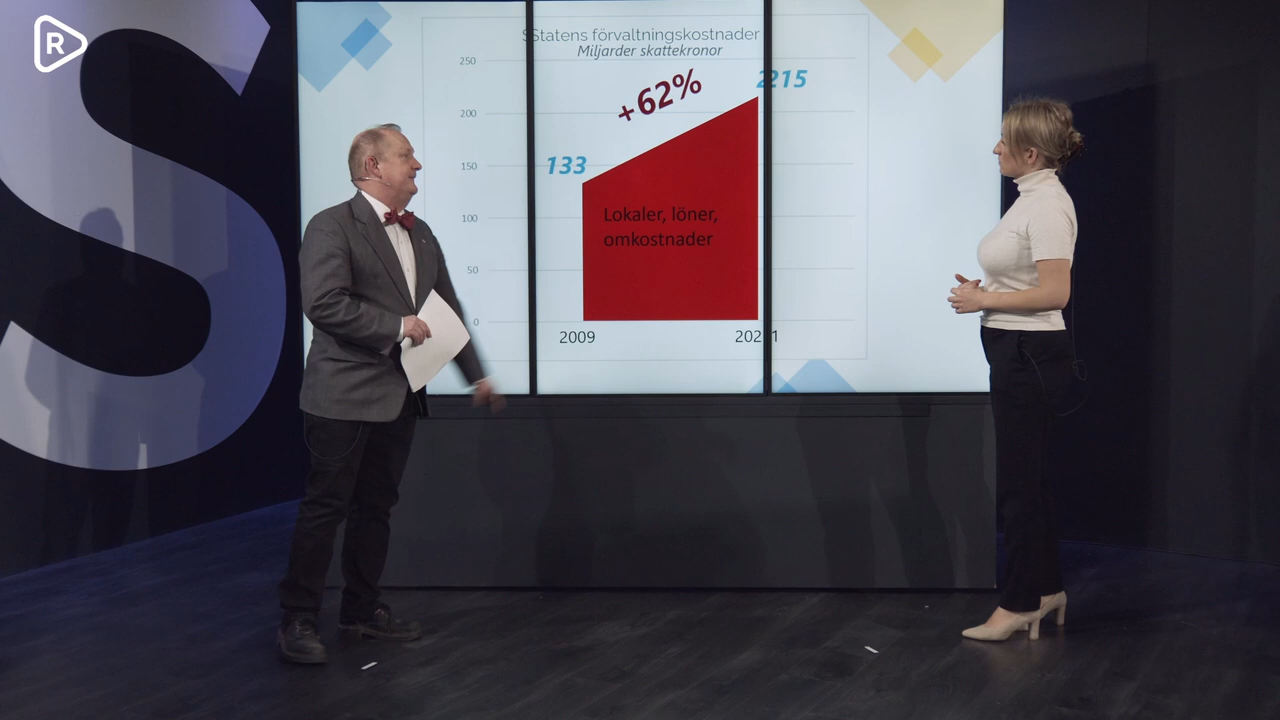 R
S
Statens förvaltningskostnader
Miljarder skattekronor
250
200
150
100
50
0
+62%
133
215
Lokaler, löner,
omkostnader
2009
2021